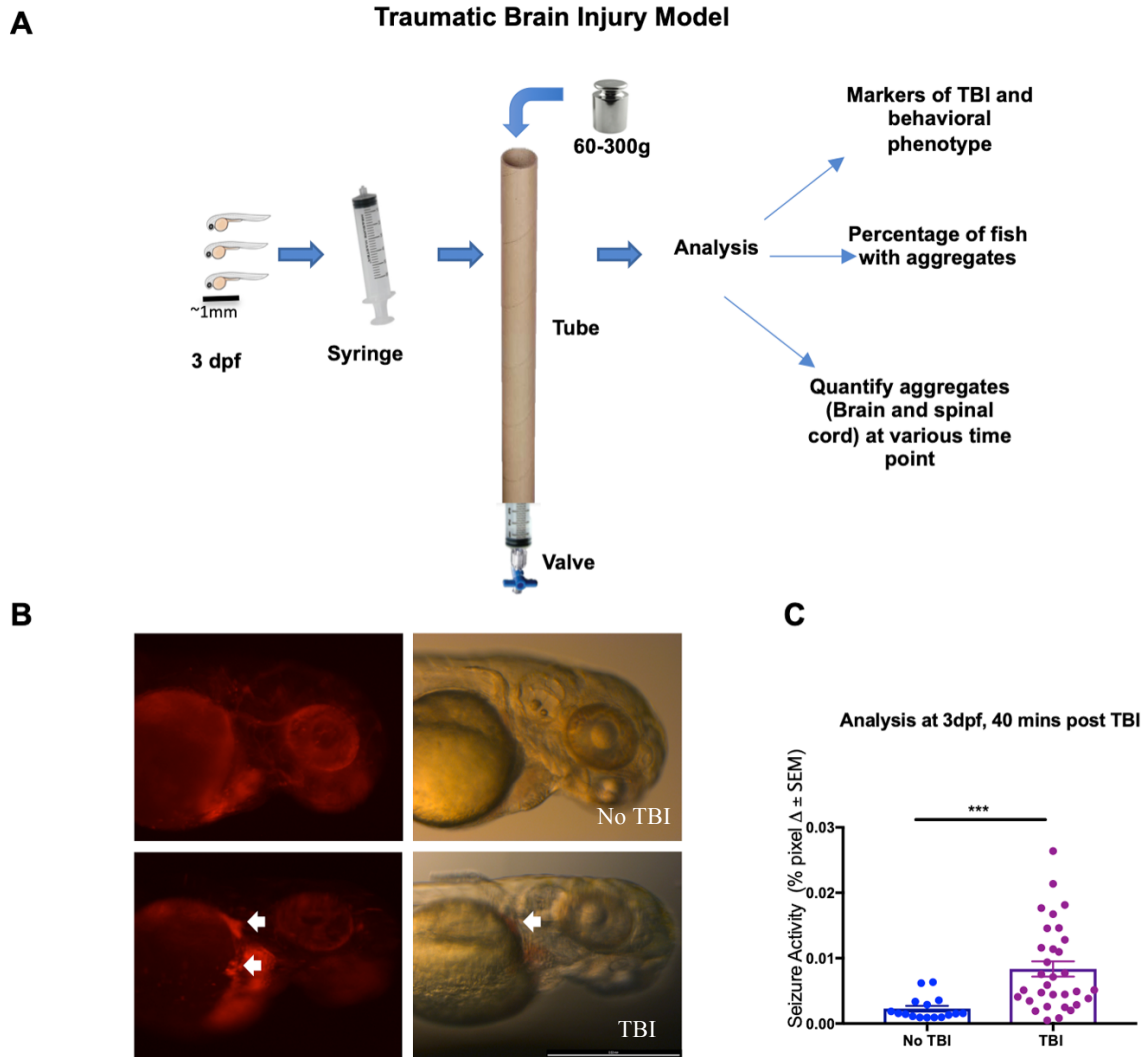 A
Traumatic Brain Injury Model
60-300g
~1mm
3 dpf
Syringe
Tube
Valve
Analysis
Markers of TBI and
behavioral
phenotype
Percentage of fish
with aggregates
Quantify aggregates
(Brain and spinal
cord) at various time
point
B
No TBI
TBI
C
Analysis at 3dpf, 40 mins post TBI
Seizure Activity (% pixel Δ ± SEM)
***
0.03
0.02
0.01
0.00
No TBI
TBI